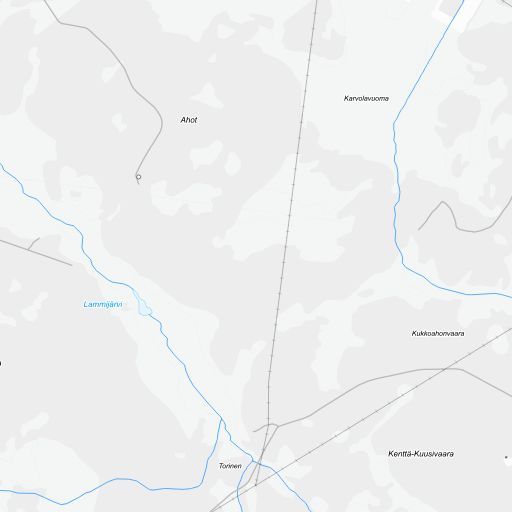 Karvolavuoma
Ahot
Lammijärvi
Kukkoahonvaara
Kenttä-Kuusivaara
Torinen